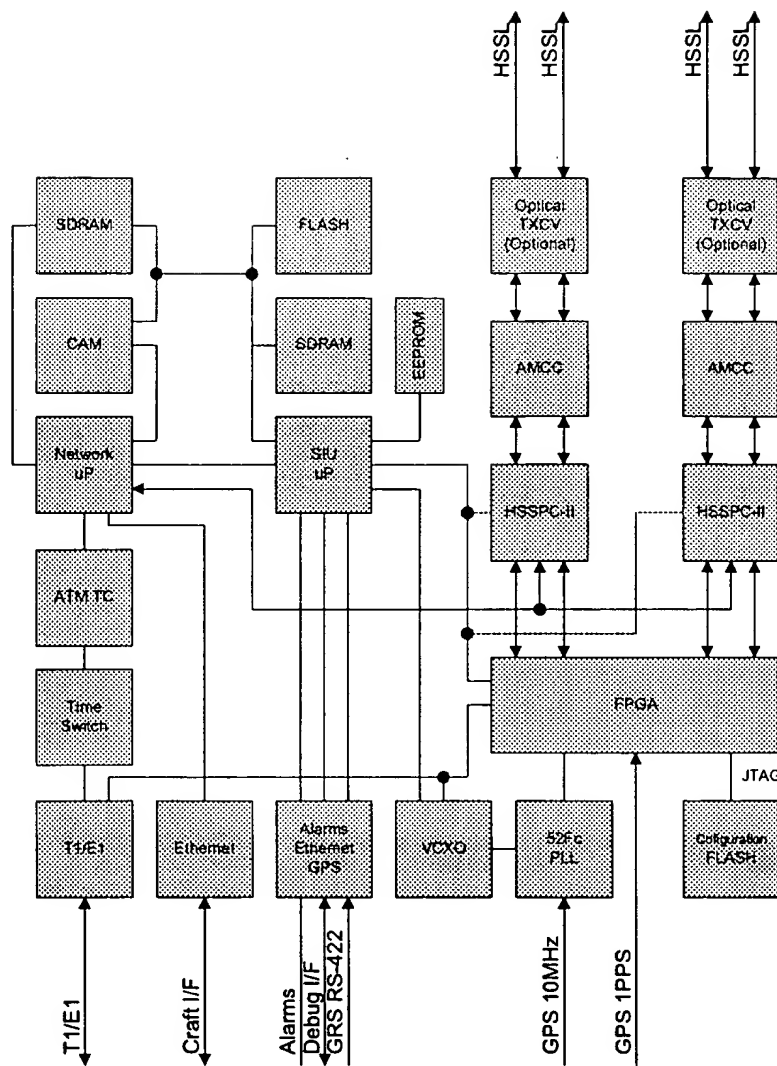 HSSL
HSSL
HSSL
HSSL
SDRAM
FLASH
Optical
TXCV
(Optional)
Optical
TXCV
(Optional)
CAM
SDRAM
EEPROM
AMCC
AMCC
Network
uP
SIU
uP
HSSPC-II
HSSPC-II
ATM TC
Time
Switch
FPGA
JTAG
T1/E1
Ethernet
Alarms
Ethernet
GPS
VCXO
52Fc
PLL
Cnfiguration
FLASH
T1/E1
Craft I/F
Alarms
Debug I/F
GRS RS-422
GPS 10MHz
GPS 1PPS